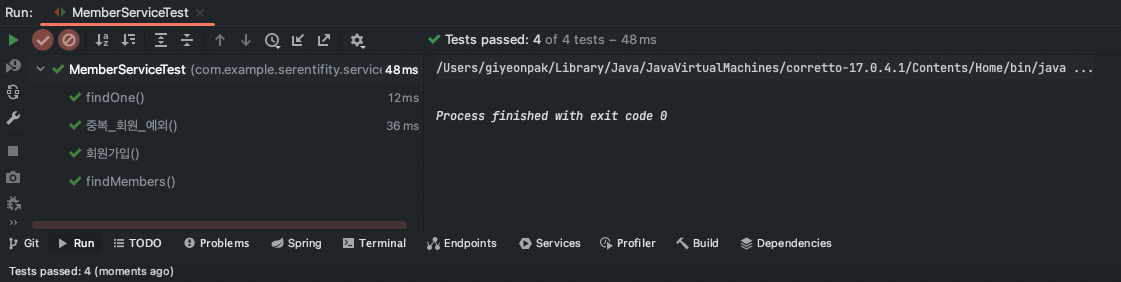 Run: MemberServiceTest
Tests passed: 4 of 4 tests – 48 ms
MemberServiceTest (com.example.serentifity.service 48 ms
/Users/giyeonpak/Library/Java/JavaVirtualMachines/corretto-17.0.4.1/Contents/Home/bin/java ...
findOne() 12 ms
Process finished with exit code 0
중복_회원_예외() 36 ms
회원가입()
findMembers()
Git Run TODO Problems Spring Terminal Endpoints Services Profiler Build Dependencies
Tests passed: 4 (moments ago)